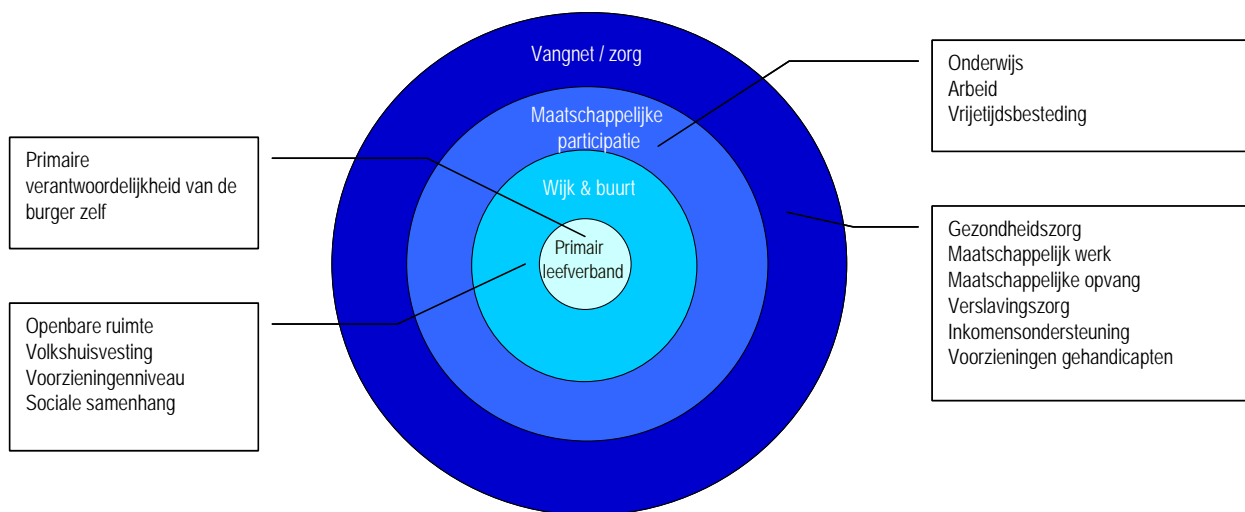 Vangnet / zorg
Maatschappelijke
participatie
Wijk & buurt
Primair
leefverband
Primaire
verantwoordelijkheid van de
burger zelf
Openbare ruimte
Volkshuisvesting
Voorzieningenniveau
Sociale samenhang
Onderwijs
Arbeid
Vrijetijdsbesteding
Gezondheidszorg
Maatschappelijk werk
Maatschappelijke opvang
Verslavingszorg
Inkomensondersteuning
Voorzieningen gehandicapten